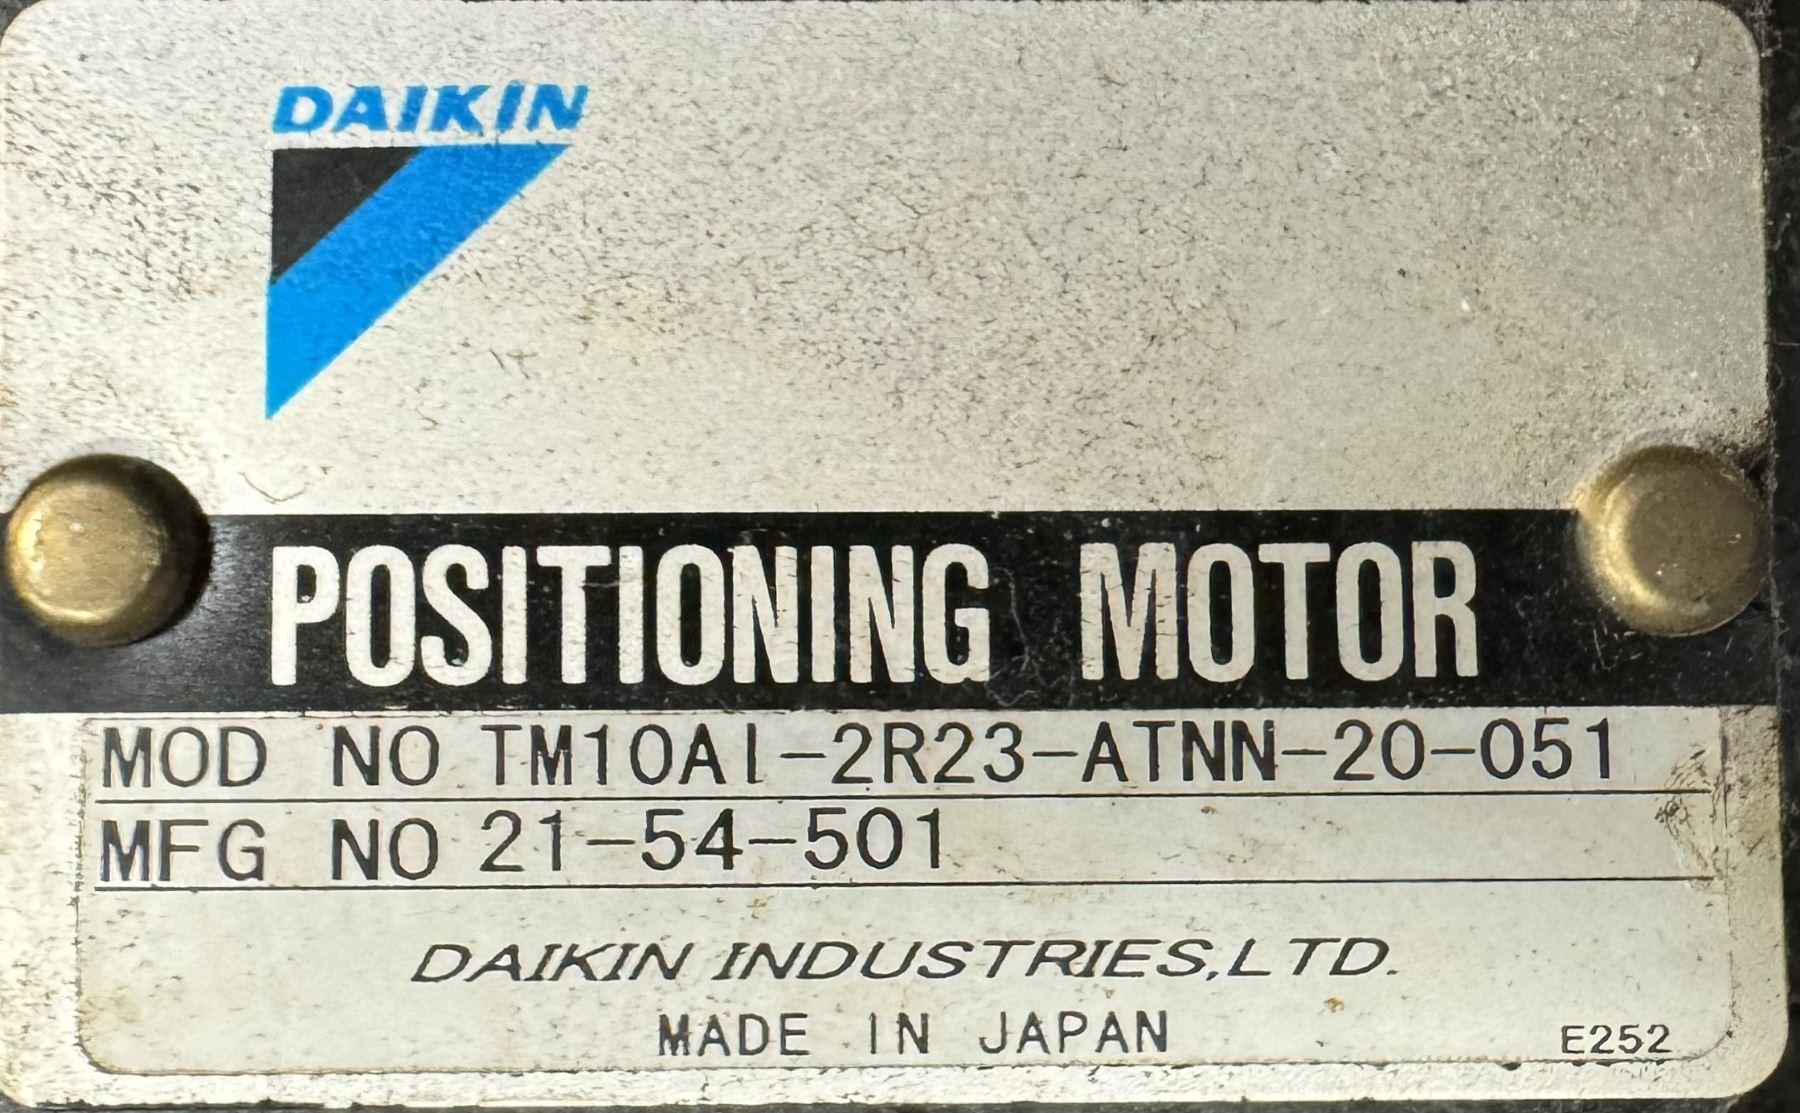 DAIKIN
POSITIONING MOTOR
MOD NO TM10A1-2R23-ATNN-20-051
MFG NO 21-54-501
DAIKIN INDUSTRIES,LTD.
MADE IN JAPAN
E252